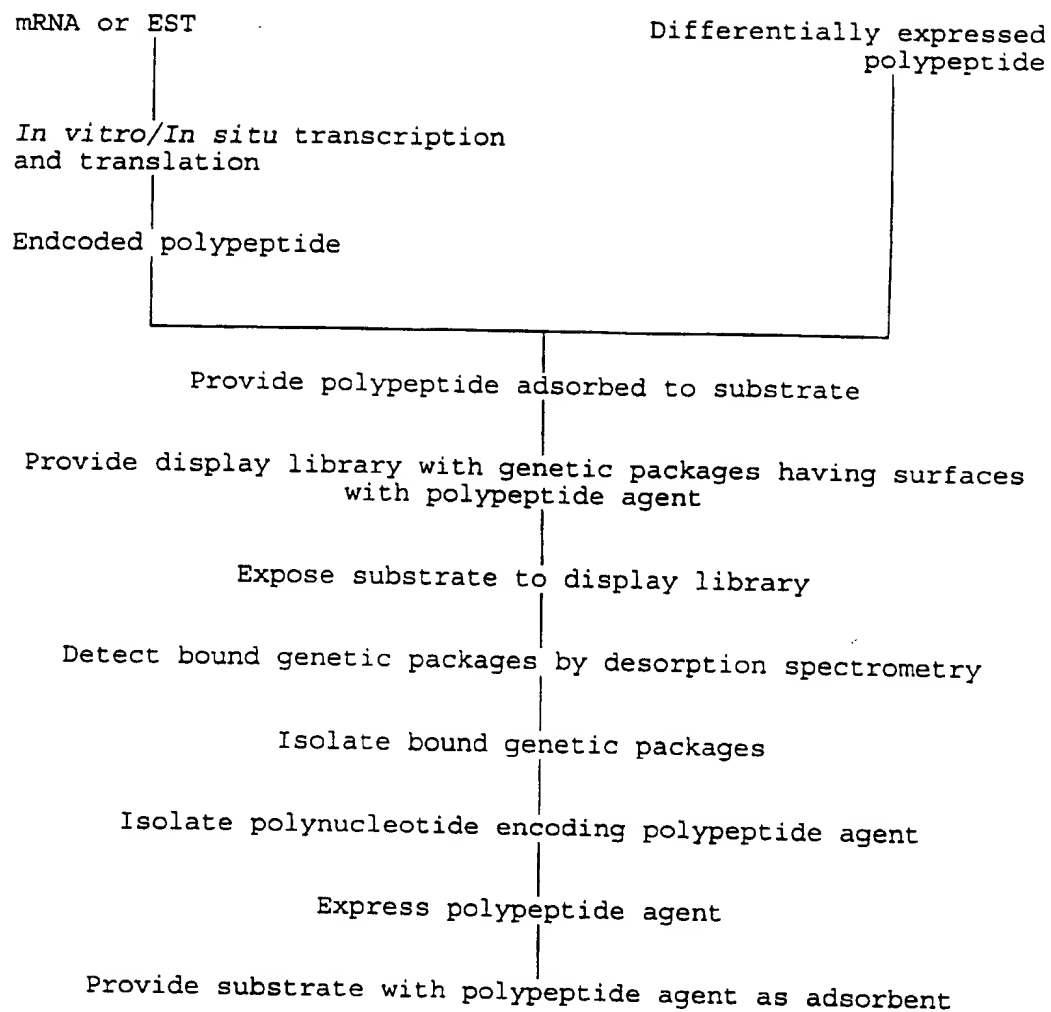 mRNA or EST
Differentially expressed
polypeptide
In vitro/In situ transcription
and translation
Endcoded polypeptide
Provide polypeptide adsorbed to substrate
Provide display library with genetic packages having surfaces
with polypeptide agent
Expose substrate to display library
Detect bound genetic packages by desorption spectrometry
Isolate bound genetic packages
Isolate polynucleotide encoding polypeptide agent
Express polypeptide agent
Provide substrate with polypeptide agent as adsorbent